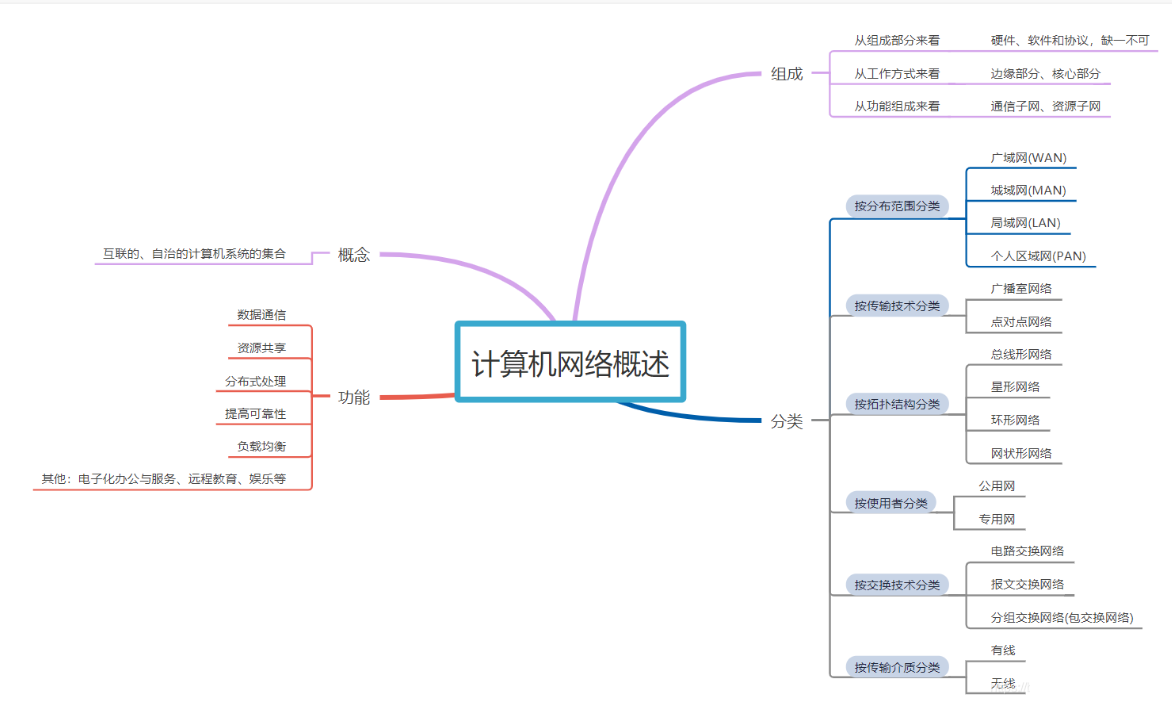 计算机网络概述
概念
互联的、自治的计算机系统的集合
功能
数据通信
资源共享
分布式处理
提高可靠性
负载均衡
其他：电子化办公与服务、远程教育、娱乐等
组成
从组成部分来看
硬件、软件和协议，缺一不可
从工作方式来看
边缘部分、核心部分
从功能组成来看
通信子网、资源子网
分类
按分布范围分类
广域网(WAN)
城域网(MAN)
局域网(LAN)
个人区域网(PAN)
按传输技术分类
广播室网络
点对点网络
按拓扑结构分类
总线形网络
星形网络
环形网络
网状形网络
按使用者分类
公用网
专用网
按交换技术分类
电路交换网络
报文交换网络
分组交换网络(包交换网络)
按传输介质分类
有线
无线